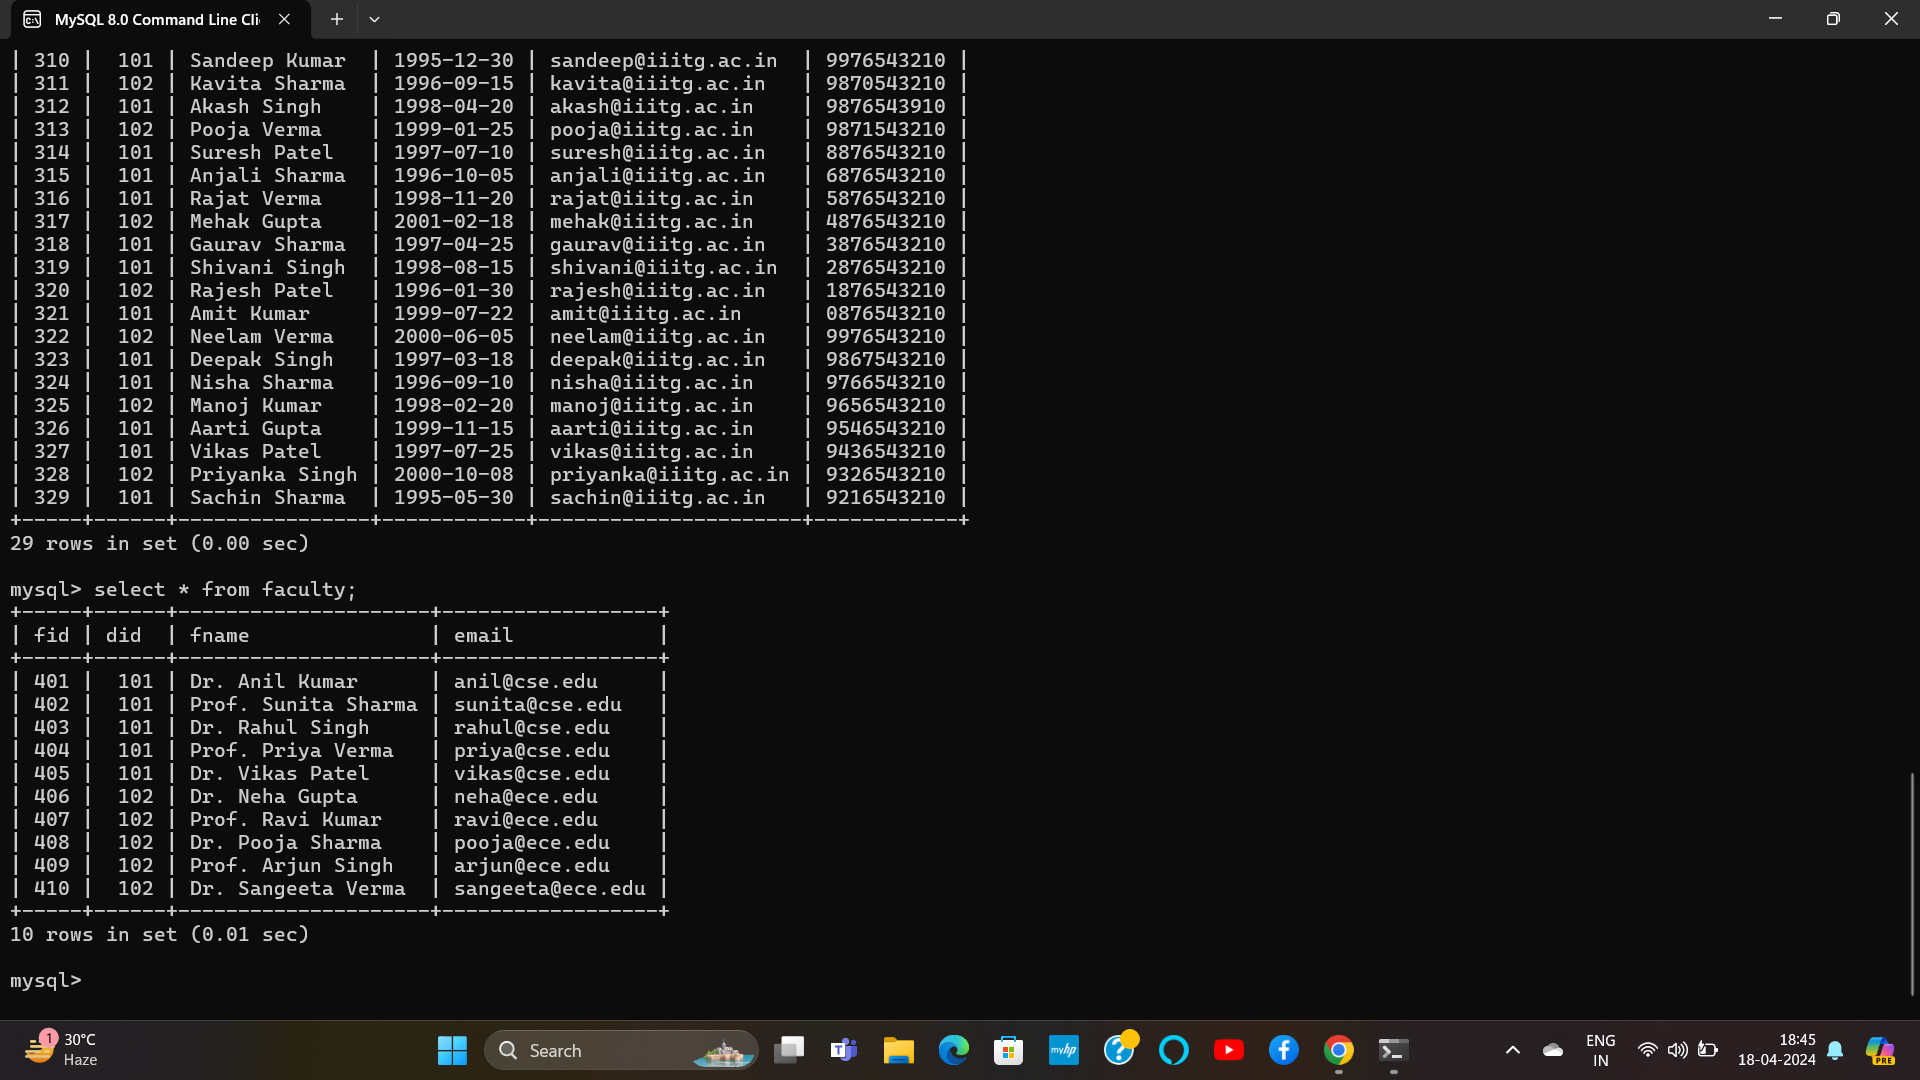 MySQL 8.0 Command Line Cli
| 310 |  101 | Sandeep Kumar  | 1995-12-30 | sandeep@iiitg.ac.in  | 9976543210 |
| 311 |  102 | Kavita Sharma  | 1996-09-15 | kavita@iiitg.ac.in   | 9870543210 |
| 312 |  101 | Akash Singh    | 1998-04-20 | akash@iiitg.ac.in    | 9876543910 |
| 313 |  102 | Pooja Verma    | 1999-01-25 | pooja@iiitg.ac.in    | 9871543210 |
| 314 |  101 | Suresh Patel   | 1997-07-10 | suresh@iiitg.ac.in   | 8876543210 |
| 315 |  101 | Anjali Sharma  | 1996-10-05 | anjali@iiitg.ac.in   | 6876543210 |
| 316 |  101 | Rajat Verma    | 1998-11-20 | rajat@iiitg.ac.in    | 5876543210 |
| 317 |  102 | Mehak Gupta    | 2001-02-18 | mehak@iiitg.ac.in    | 4876543210 |
| 318 |  101 | Gaurav Sharma  | 1997-04-25 | gaurav@iiitg.ac.in   | 3876543210 |
| 319 |  101 | Shivani Singh  | 1998-08-15 | shivani@iiitg.ac.in  | 2876543210 |
| 320 |  102 | Rajesh Patel   | 1996-01-30 | rajesh@iiitg.ac.in   | 1876543210 |
| 321 |  101 | Amit Kumar     | 1999-07-22 | amit@iiitg.ac.in     | 0876543210 |
| 322 |  102 | Neelam Verma   | 2000-06-05 | neelam@iiitg.ac.in   | 9976543210 |
| 323 |  101 | Deepak Singh   | 1997-03-18 | deepak@iiitg.ac.in   | 9867543210 |
| 324 |  101 | Nisha Sharma   | 1996-09-10 | nisha@iiitg.ac.in    | 9766543210 |
| 325 |  102 | Manoj Kumar    | 1998-02-20 | manoj@iiitg.ac.in    | 9656543210 |
| 326 |  101 | Aarti Gupta    | 1999-11-15 | aarti@iiitg.ac.in    | 9546543210 |
| 327 |  101 | Vikas Patel    | 1997-07-25 | vikas@iiitg.ac.in    | 9436543210 |
| 328 |  102 | Priyanka Singh | 2000-10-08 | priyanka@iiitg.ac.in | 9326543210 |
| 329 |  101 | Sachin Sharma  | 1995-05-30 | sachin@iiitg.ac.in   | 9216543210 |
+-----+------+----------------+------------+----------------------+------------+
29 rows in set (0.00 sec)
mysql> select * from faculty;
+-----+------+---------------------+------------------+
| fid | did  | fname               | email            |
+-----+------+---------------------+------------------+
| 401 |  101 | Dr. Anil Kumar      | anil@cse.edu     |
| 402 |  101 | Prof. Sunita Sharma | sunita@cse.edu   |
| 403 |  101 | Dr. Rahul Singh     | rahul@cse.edu    |
| 404 |  101 | Prof. Priya Verma   | priya@cse.edu    |
| 405 |  101 | Dr. Vikas Patel     | vikas@cse.edu    |
| 406 |  102 | Dr. Neha Gupta      | neha@ece.edu     |
| 407 |  102 | Prof. Ravi Kumar    | ravi@ece.edu     |
| 408 |  102 | Dr. Pooja Sharma    | pooja@ece.edu    |
| 409 |  102 | Prof. Arjun Singh   | arjun@ece.edu    |
| 410 |  102 | Dr. Sangeeta Verma  | sangeeta@ece.edu |
+-----+------+---------------------+------------------+
10 rows in set (0.01 sec)
mysql>
1
30°C
Haze
Search
T
myhp
?
ENG
IN
18:45
18-04-2024
PRE